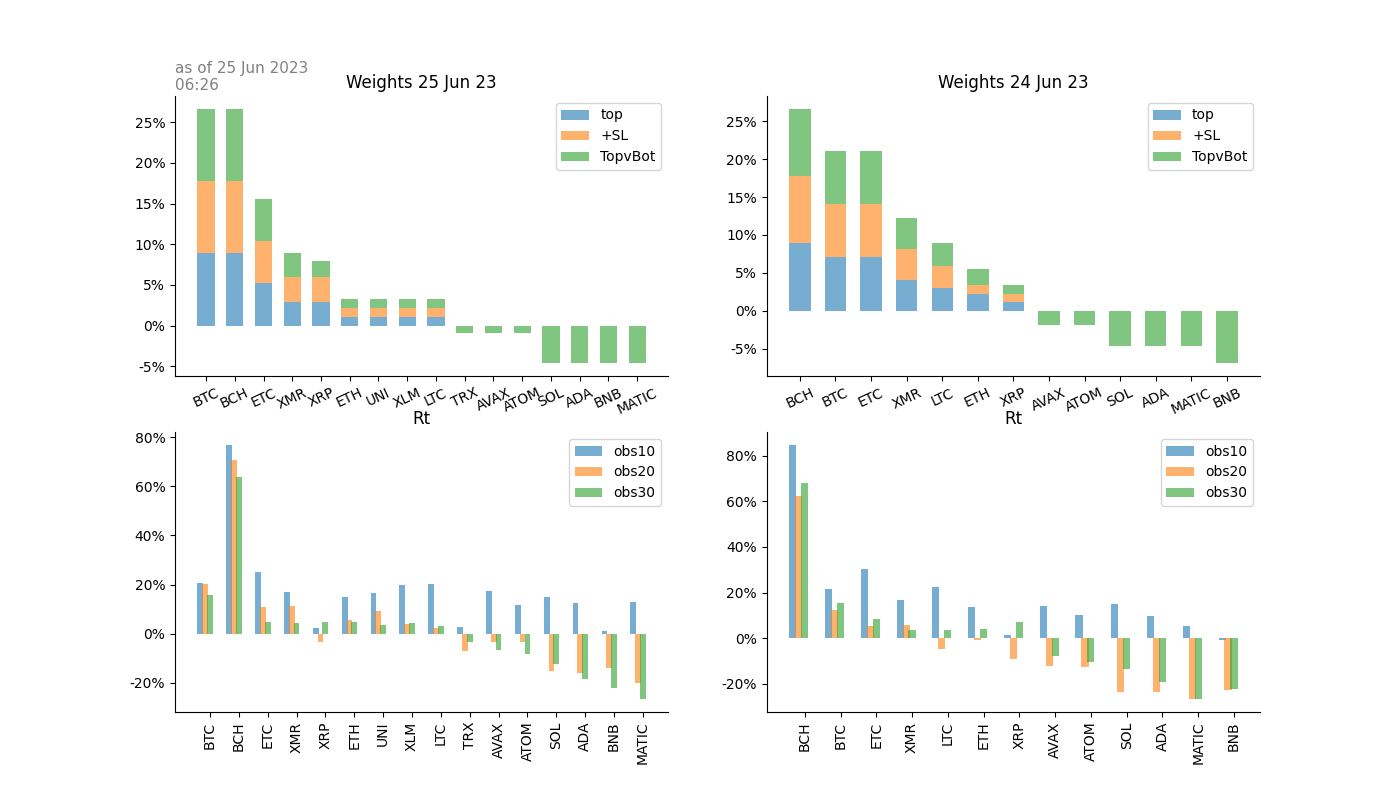 as of 25 Jun 2023
06:26
Weights 25 Jun 23
25%
20%
15%
10%
5%
0%
-5%
top
+SL
TopvBot
BTC BCH ETC XMR XRP ETH UNI XLM LTC TRX AVAX ATOM SOL ADA BNB MATIC
Weights 24 Jun 23
25%
20%
15%
10%
5%
0%
-5%
top
+SL
TopvBot
BCH BTC ETC XMR LTC ETH XRP AVAX ATOM SOL ADA MATIC BNB
Rt
80%
60%
40%
20%
0%
-20%
obs10
obs20
obs30
BTC BCH ETC XMR XRP ETH UNI XLM LTC TRX AVAX ATOM SOL ADA BNB MATIC
Rt
80%
60%
40%
20%
0%
-20%
obs10
obs20
obs30
BCH BTC ETC XMR LTC ETH XRP AVAX ATOM SOL ADA MATIC BNB